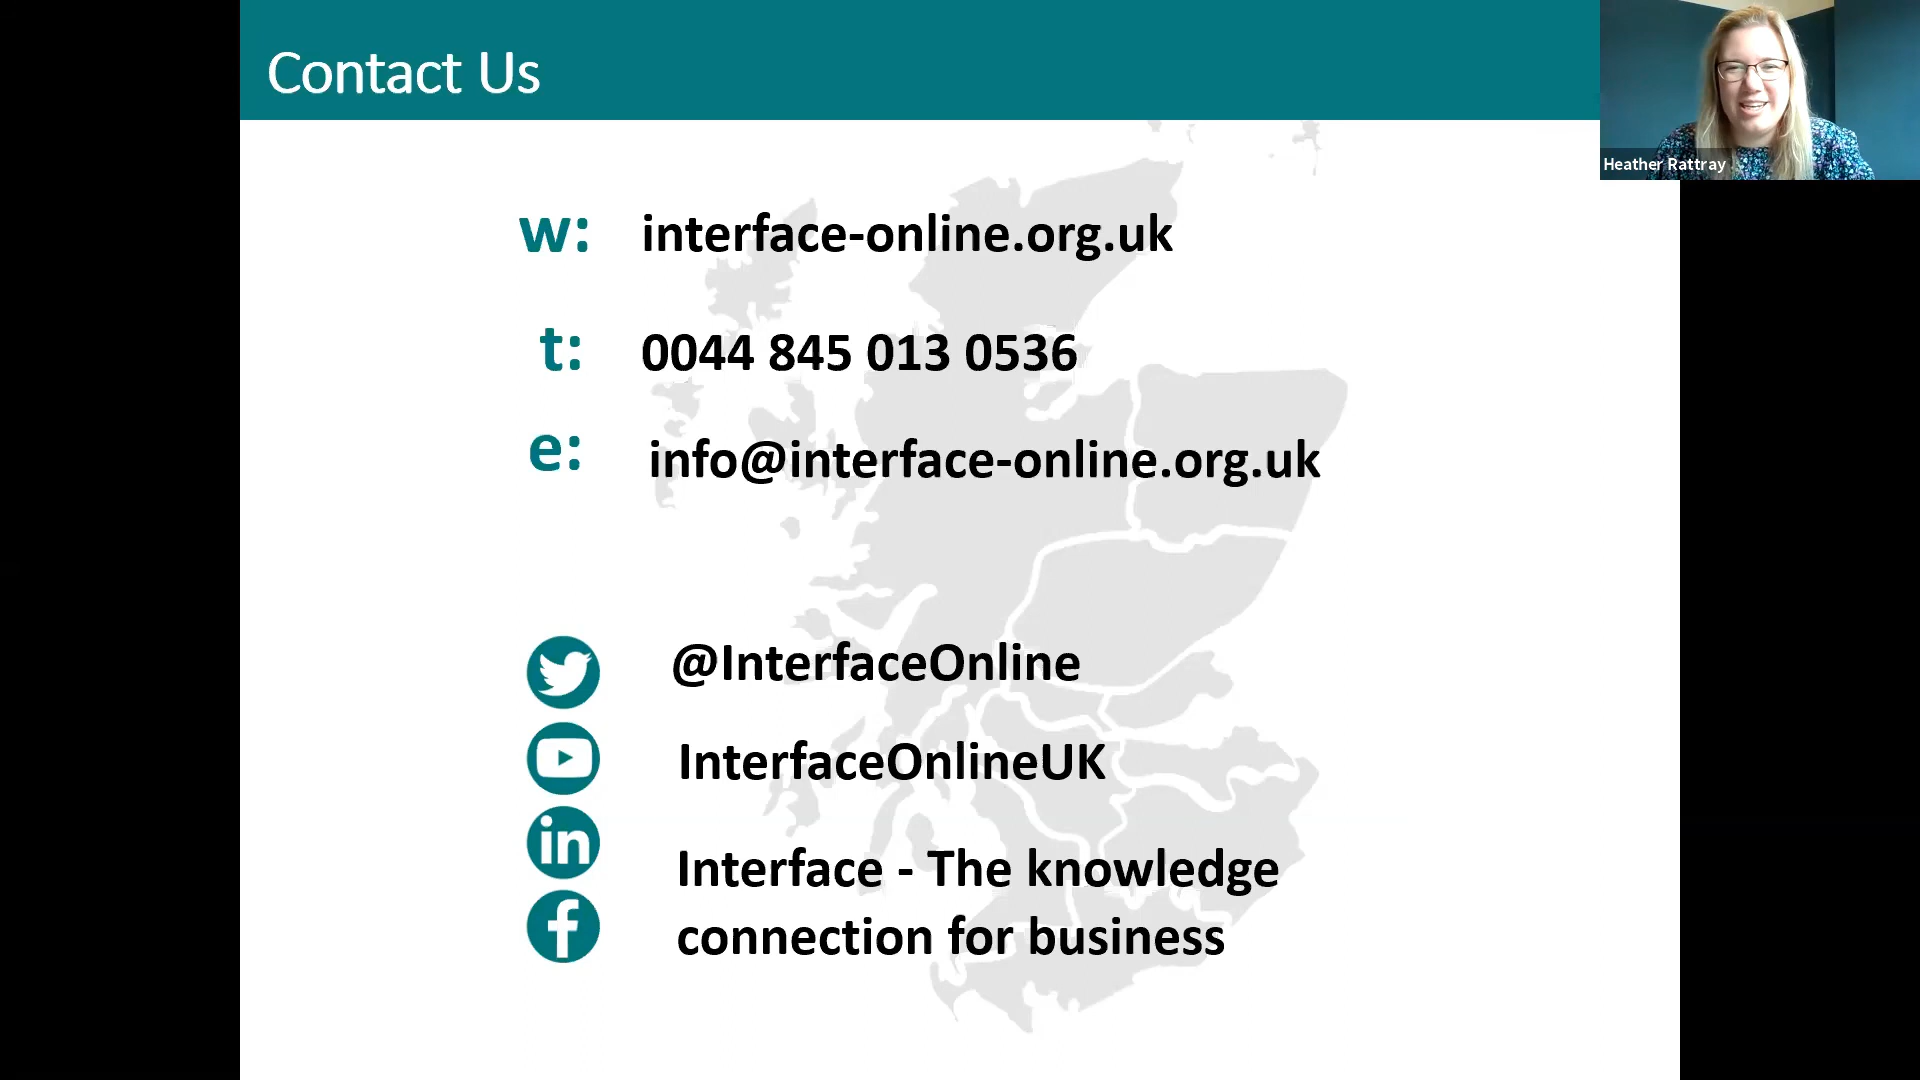 Contact Us
Heather Rattray
w: interface-online.org.uk
t: 0044 845 013 0536
e: info@interface-online.org.uk
@InterfaceOnline
InterfaceOnlineUK
in
Interface - The knowledge
f
connection for business